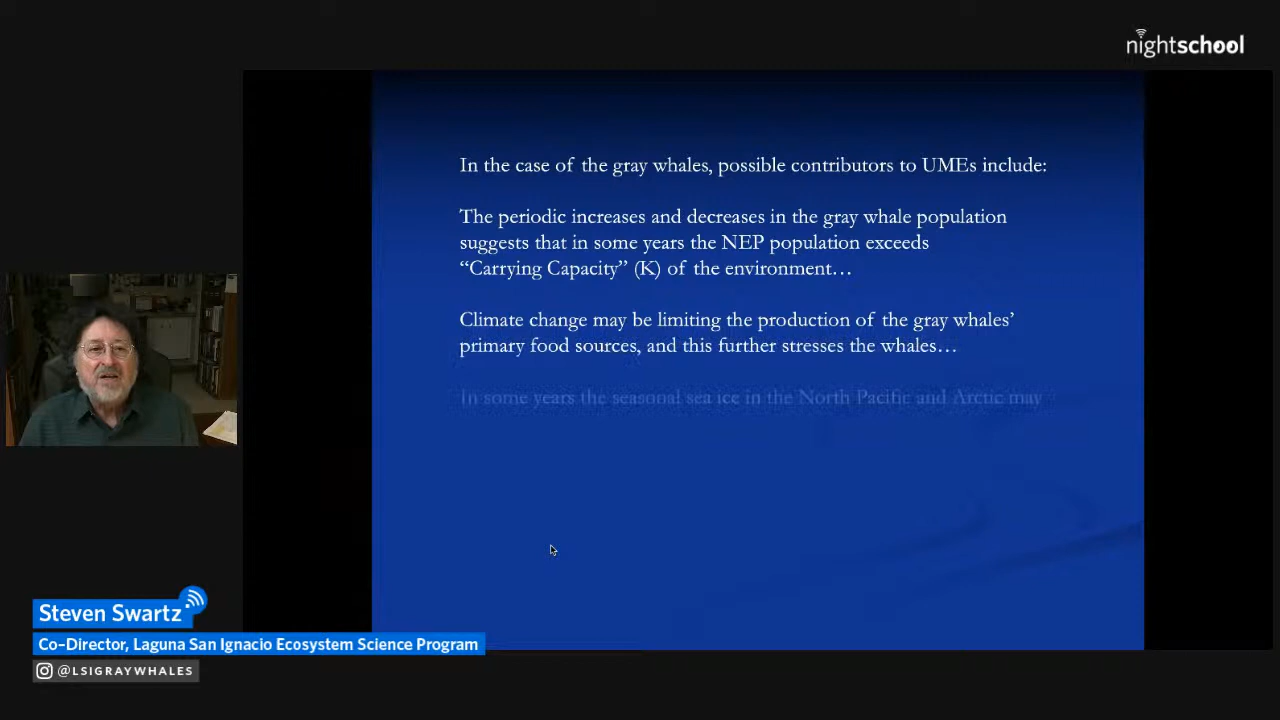 nightschool
In the case of the gray whales, possible contributors to UMEs include:
The periodic increases and decreases in the gray whale population
suggests that in some years the NEP population exceeds
“Carrying Capacity” (K) of the environment…
Climate change may be limiting the production of the gray whales’
primary food sources, and this further stresses the whales…
In some years the seasonal sea ice in the North Pacific and Arctic may
Steven Swartz
Co-Director, Laguna San Ignacio Ecosystem Science Program
@LSIGRAYWHALES